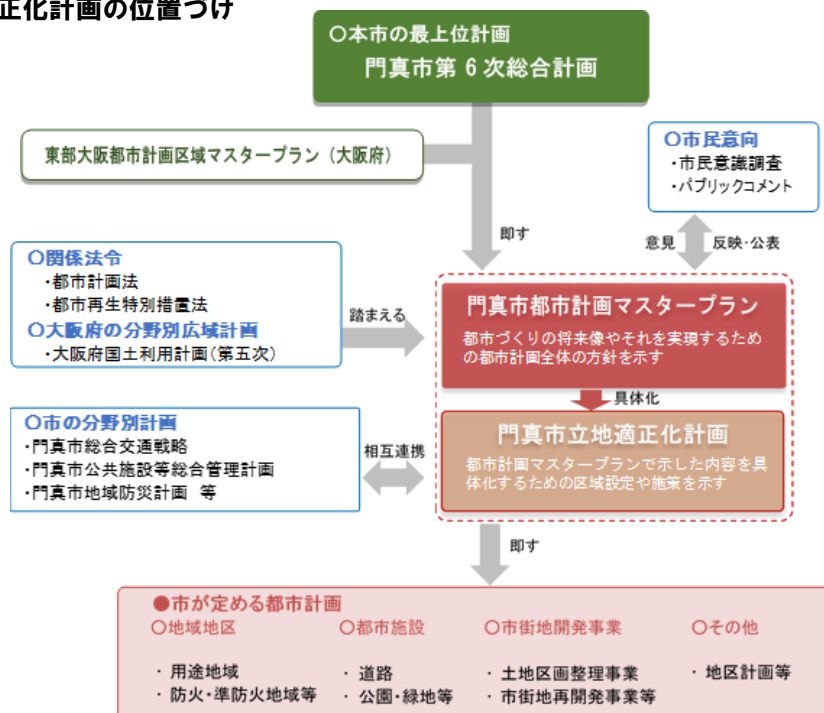 正化計画の位置づけ
〇本市の最上位計画
門真市第6次総合計画
東部大阪都市計画区域マスタープラン（大阪府）
〇市民意向
・市民意識調査
・パブリックコメント
即す
意見
反映・公表
〇関係法令
・都市計画法
・都市再生特別措置法
〇大阪府の分野別広域計画
・大阪府国土利用計画(第五次)
踏まえる
門真市都市計画マスタープラン
都市づくりの将来像やそれを実現するため
の都市計画全体の方針を示す
具体化
〇市の分野別計画
・門真市総合交通戦略
・門真市公共施設等総合管理計画
・門真市地域防災計画 等
相互連携
門真市立地適正化計画
都市計画マスタープランで示した内容を具
体化するための区域設定や施策を示す
即す
●市が定める都市計画
〇地域地区
・用途地域
・防火・準防火地域等
〇都市施設
・道路
・公園・緑地等
〇市街地開発事業
・土地区画整理事業
・市街地再開発事業等
〇その他
・地区計画等